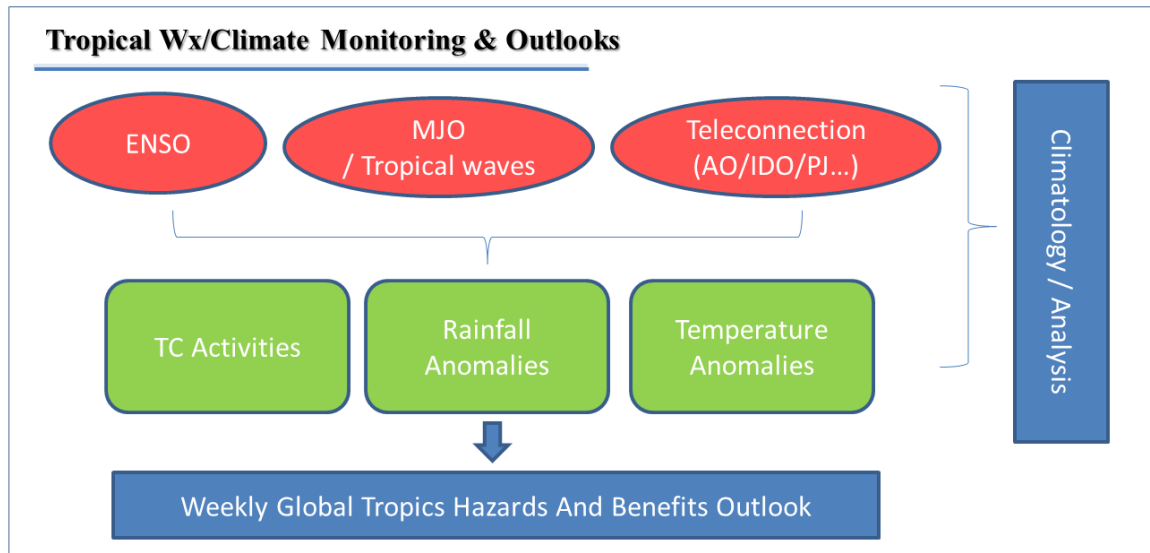 Tropical Wx/Climate Monitoring & Outlooks
ENSO
MJO
/ Tropical waves
Teleconnection
(AO/IDO/PJ...)
TC Activities
Rainfall
Anomalies
Temperature
Anomalies
Climatology / Analysis
Weekly Global Tropics Hazards And Benefits Outlook